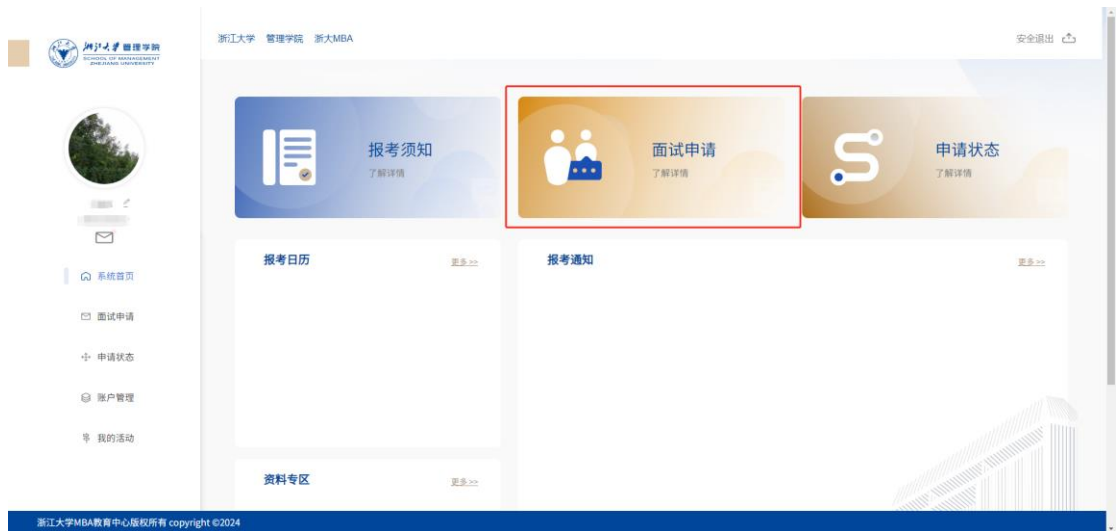 浙江大学 管理学院
SCHOOL OF MANAGEMENT
ZHEJIANG UNIVERSITY
浙江大学 管理学院 浙大MBA
安全退出
报考须知
了解详情
面试申请
了解详情
申请状态
了解详情
系统首页
面试申请
申请状态
账户管理
我的活动
报考日历
更多>>
报考通知
更多>>
资料专区
更多>>
浙江大学MBA教育中心版权所有 copyright ©2024